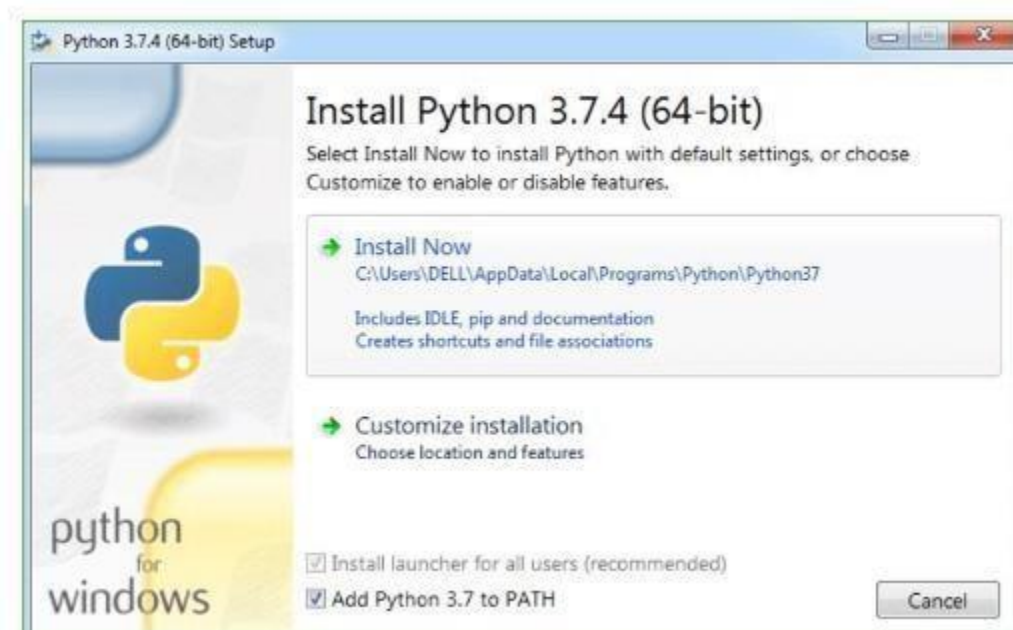 Python 3.7.4 (64-bit) Setup
Install Python 3.7.4 (64-bit)
Select Install Now to install Python with default settings, or choose
Customize to enable or disable features.
Install Now
C:\Users\DELL\AppData\Local\Programs\Python\Python37
Includes IDLE, pip and documentation
Creates shortcuts and file associations
Customize installation
Choose location and features
python
for
windows
Install launcher for all users (recommended)
Add Python 3.7 to PATH
Cancel